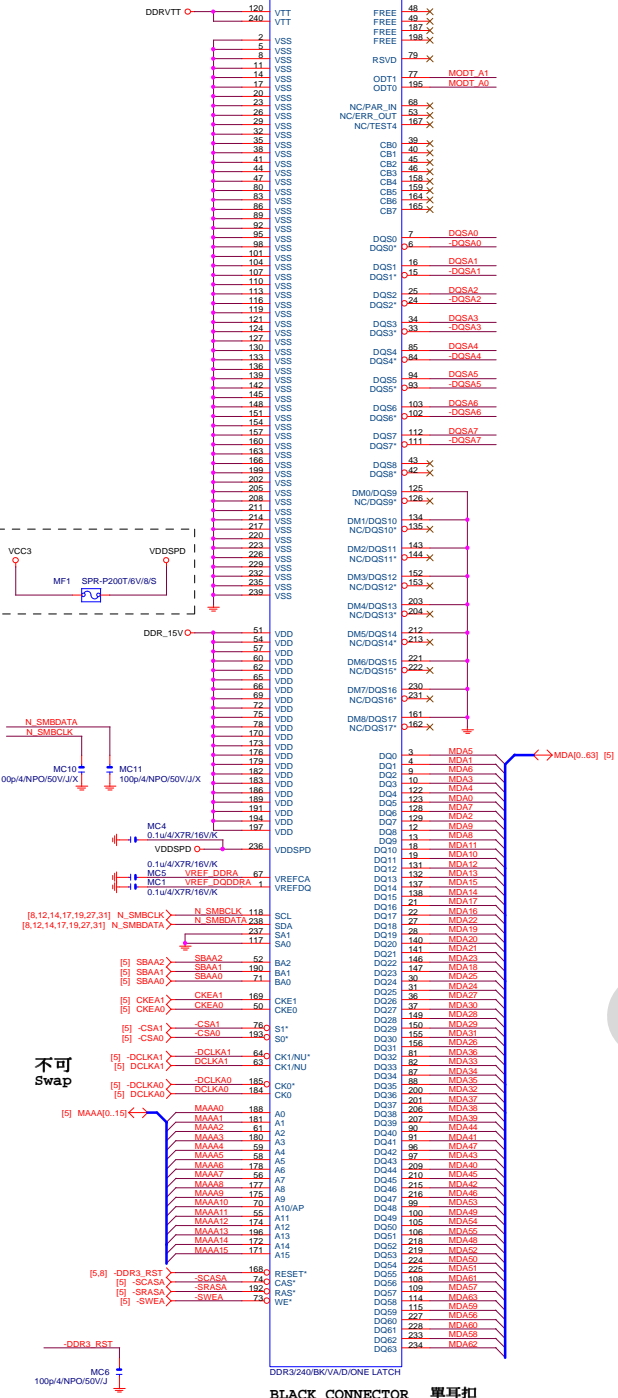 DDRVTT 120 VTT
240 VTT
2 VSS
5 VSS
8 VSS
11 VSS
14 VSS
17 VSS
20 VSS
23 VSS
26 VSS
29 VSS
32 VSS
35 VSS
38 VSS
41 VSS
44 VSS
47 VSS
80 VSS
83 VSS
86 VSS
89 VSS
92 VSS
95 VSS
98 VSS
101 VSS
104 VSS
107 VSS
110 VSS
113 VSS
116 VSS
119 VSS
121 VSS
124 VSS
127 VSS
130 VSS
133 VSS
136 VSS
139 VSS
142 VSS
145 VSS
148 VSS
151 VSS
154 VSS
157 VSS
160 VSS
163 VSS
166 VSS
199 VSS
202 VSS
205 VSS
208 VSS
211 VSS
214 VSS
217 VSS
220 VSS
223 VSS
226 VSS
229 VSS
232 VSS
235 VSS
239 VSS
VCC3 VDDSPD
MF1 SPR-P200T/6V/8/S
DDR_15V 51 VDD
54 VDD
57 VDD
60 VDD
62 VDD
65 VDD
66 VDD
69 VDD
72 VDD
75 VDD
78 VDD
170 VDD
173 VDD
176 VDD
179 VDD
182 VDD
183 VDD
186 VDD
189 VDD
191 VDD
194 VDD
197 VDD
N_SMBDATA
N_SMBCLK
MC10
00p/4/NPO/50V/J/X
MC11
100p/4/NPO/50V/J/X
MC4
0.1u/4/X7R/16V/K
VDDSPD 236 VDDSPD
0.1u/4/X7R/16V/K
MC5 VREF_DDRA 67 VREFCA
MC1 VREF_DQDDRA 1 VREFDQ
0.1u/4/X7R/16V/K
[8,12,14,17,19,27,31] N_SMBCLK N_SMBCLK 118 SCL
[8,12,14,17,19,27,31] N_SMBDATA N_SMBDATA 238 SDA
237 SA1
117 SA0
[5] SBAA2 SBAA2 52 BA2
[5] SBAA1 SBAA1 190 BA1
[5] SBAA0 SBAA0 71 BA0
[5] CKEA1 CKEA1 169 CKE1
[5] CKEA0 CKEA0 50 CKE0
[5] -CSA1 -CSA1 76 S1*
[5] -CSA0 -CSA0 193 S0*
不可
Swap
[5] -DCLKA1 -DCLKA1 64 CK1/NU*
[5] DCLKA1 DCLKA1 63 CK1/NU
[5] -DCLKA0 -DCLKA0 185 CK0*
[5] DCLKA0 DCLKA0 184 CK0
[5] MAAA[0..15]
MAAA0 188 A0
MAAA1 181 A1
MAAA2 61 A2
MAAA3 180 A3
MAAA4 59 A4
MAAA5 58 A5
MAAA6 178 A6
MAAA7 56 A7
MAAA8 177 A8
MAAA9 175 A9
MAAA10 70 A10/AP
MAAA11 55 A11
MAAA12 174 A12
MAAA13 196 A13
MAAA14 172 A14
MAAA15 171 A15
[5,8] -DDR3_RST 168 RESET*
[5] -SCASA -SCASA 74 CAS*
[5] -SRASA -SRASA 192 RAS*
[5] -SWEA -SWEA 73 WE*
-DDR3_RST
MC6
100p/4/NPO/50V/J
FREE 48
FREE 49
FREE 187
FREE 198
RSVD 79
ODT1 77 MODT_A1
ODT0 195 MODT_A0
NC/PAR_IN 68
NC/ERR_OUT 53
NC/TEST4 167
CB0 39
CB1 40
CB2 45
CB3 46
CB4 158
CB5 159
CB6 164
CB7 165
DQS0 7 DQSA0
DQS0* 6 -DQSA0
DQS1 16 DQSA1
DQS1* 15 -DQSA1
DQS2 25 DQSA2
DQS2* 24 -DQSA2
DQS3 34 DQSA3
DQS3* 33 -DQSA3
DQS4 85 DQSA4
DQS4* 84 -DQSA4
DQS5 94 DQSA5
DQS5* 93 -DQSA5
DQS6 103 DQSA6
DQS6* 102 -DQSA6
DQS7 112 DQSA7
DQS7* 111 -DQSA7
DQS8 43
DQS8* 42
DM0/DQS9 125
NC/DQS9* 126
DM1/DQS10 134
NC/DQS10* 135
DM2/DQS11 143
NC/DQS11* 144
DM3/DQS12 152
NC/DQS12* 153
DM4/DQS13 203
NC/DQS13* 204
DM5/DQS14 212
NC/DQS14* 213
DM6/DQS15 221
NC/DQS15* 222
DM7/DQS16 230
NC/DQS16* 231
DM8/DQS17 161
NC/DQS17* 162
DQ0 3 MDA5
MDA[0..63] [5]
DQ1 4 MDA1
DQ2 9 MDA6
DQ3 10 MDA3
DQ4 122 MDA4
DQ5 123 MDA0
DQ6 128 MDA7
DQ7 129 MDA2
DQ8 12 MDA9
DQ9 13 MDA8
DQ10 18 MDA11
DQ11 19 MDA10
DQ12 131 MDA12
DQ13 132 MDA13
DQ14 137 MDA15
DQ15 138 MDA14
DQ16 21 MDA17
DQ17 22 MDA16
DQ18 27 MDA22
DQ19 28 MDA19
DQ20 140 MDA20
DQ21 141 MDA21
DQ22 146 MDA23
DQ23 147 MDA18
DQ24 30 MDA25
DQ25 31 MDA24
DQ26 36 MDA27
DQ27 37 MDA30
DQ28 149 MDA28
DQ29 150 MDA29
DQ30 155 MDA31
DQ31 156 MDA26
DQ32 81 MDA36
DQ33 82 MDA33
DQ34 87 MDA34
DQ35 88 MDA35
DQ36 200 MDA32
DQ37 201 MDA37
DQ38 206 MDA38
DQ39 207 MDA39
DQ40 90 MDA44
DQ41 91 MDA41
DQ42 96 MDA47
DQ43 97 MDA43
DQ44 209 MDA40
DQ45 210 MDA45
DQ46 215 MDA42
DQ47 216 MDA46
DQ48 99 MDA53
DQ49 100 MDA49
DQ50 105 MDA54
DQ51 106 MDA50
DQ52 218 MDA48
DQ53 219 MDA52
DQ54 224 MDA55
DQ55 225 MDA51
DQ56 108 MDA61
DQ57 109 MDA57
DQ58 114 MDA63
DQ59 115 MDA59
DQ60 227 MDA56
DQ61 228 MDA60
DQ62 233 MDA58
DQ63 234 MDA62
DDR3/240/BK/VA/D/ONE LATCH
BLACK CONNECTOR 單耳扣